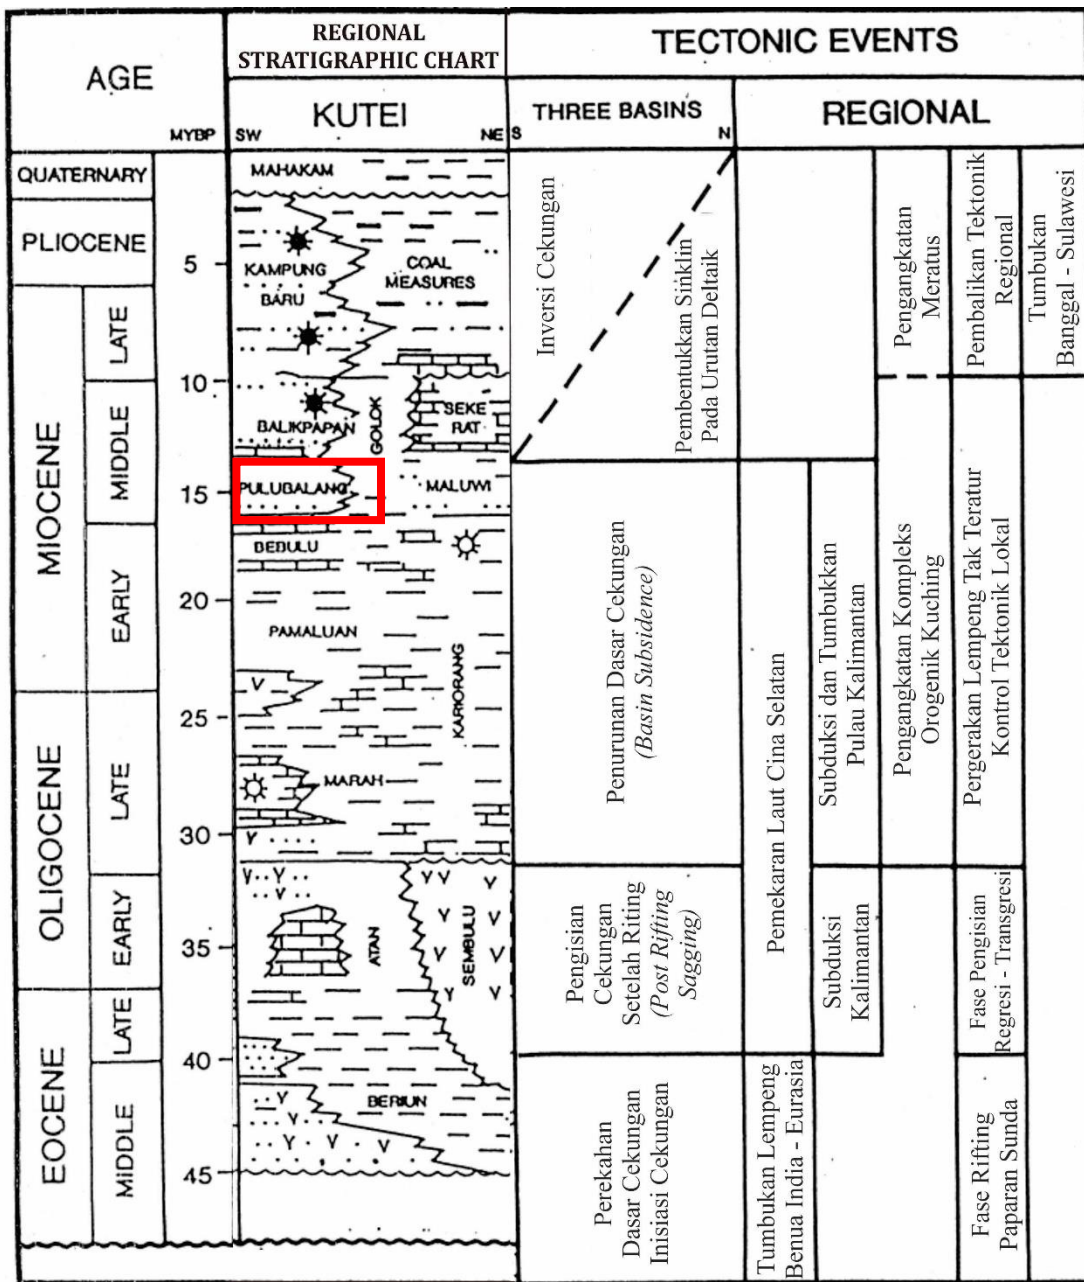 AGE
MYBP
REGIONAL
STRATIGRAPHIC CHART
KUTEI
SW
NE
TECTONIC EVENTS
THREE BASINS
S
N
REGIONAL
QUATERNARY
PLIOCENE
MIOCENE
LATE
MIDDLE
EARLY
OLIGOCENE
LATE
EARLY
EOCENE
LATE
MIDDLE
5
10
15
20
25
30
35
40
45
MAHAKAM
KAMPUNG
BARU
COAL
MEASURES
BALIKPAPAN
GOLOK
SEKE
RAT
PULUBALANG
MALUWI
BEBULU
PAMALUAN
KARIORANG
MARAH
ATAN
SEMBULU
BERIUN
Inversi Cekungan
Pembentukkan Sinklin
Pada Urutan Deltaik
Penurunan Dasar Cekungan
(Basin Subsidence)
Pengisian
Cekungan
Setelah Riting
(Post Rifting
Sagging)
Perekahan
Dasar Cekungan
Inisiasi Cekungan
Pemekaran Laut Cina Selatan
Tumbukan Lempeng
Benua India - Eurasia
Subduksi dan Tumbukkan
Pulau Kalimantan
Subduksi
Kalimantan
Pengangkatan
Meratus
Pengangkatan Kompleks
Orogenik Kuching
Pembalikan Tektonik
Regional
Pergerakan Lempeng Tak Teratur
Kontrol Tektonik Lokal
Fase Pengisian
Regresi - Transgresi
Fase Rifting
Paparan Sunda
Tumbukan
Banggal - Sulawesi